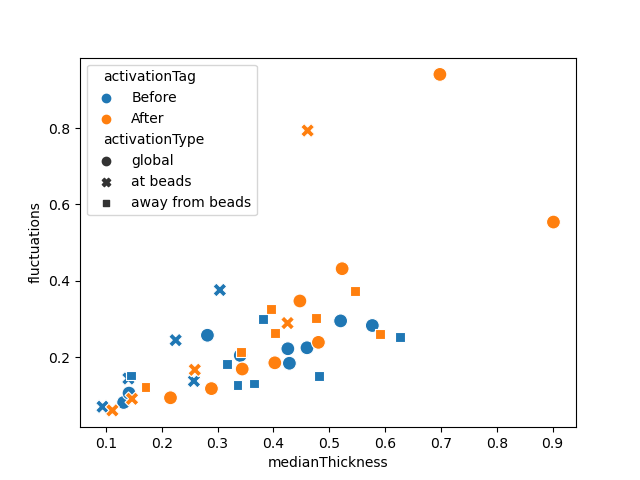 activationTag
Before
After
activationType
global
at beads
away from beads
fluctuations
0.8
0.6
0.4
0.2
0.1 0.2 0.3 0.4 0.5 0.6 0.7 0.8 0.9
medianThickness